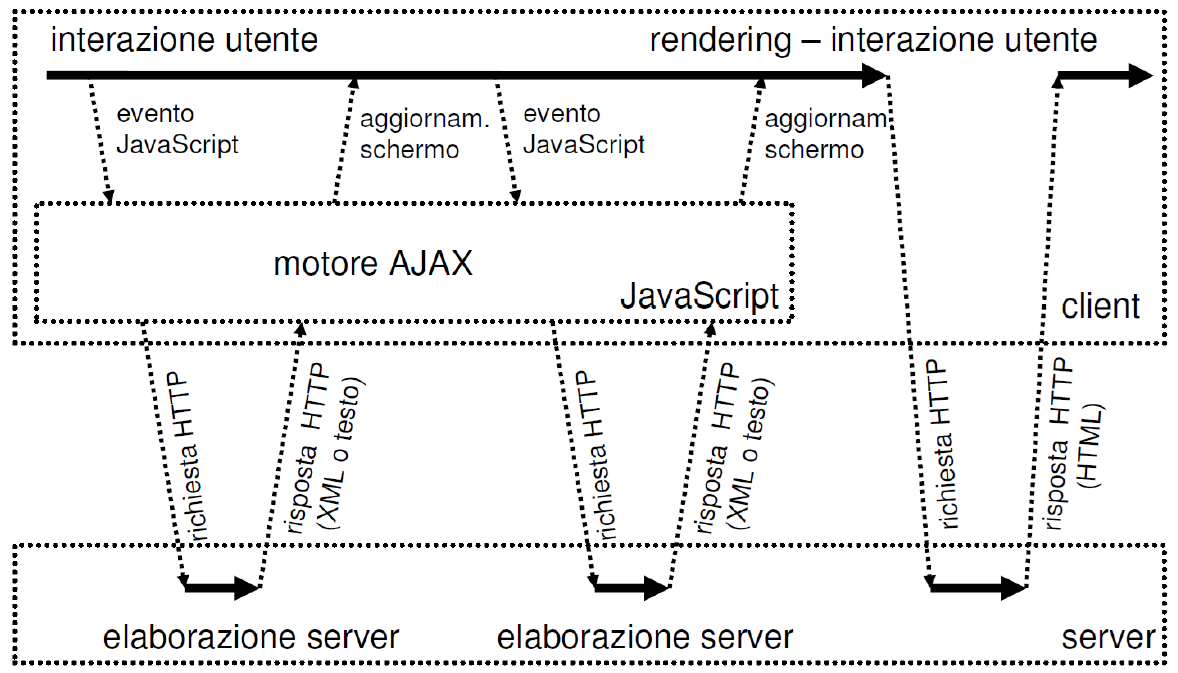 interazione utente
rendering – interazione utente
evento
JavaScript
aggiornam.
schermo
evento
JavaScript
aggiornam
schermo
motore AJAX
JavaScript
client
richiesta HTTP
risposta HTTP
(XML o testo)
richiesta HTTP
risposta HTTP
(XML o testo)
richiesta HTTP
risposta HTTP
(HTML)
elaborazione server
elaborazione server
server